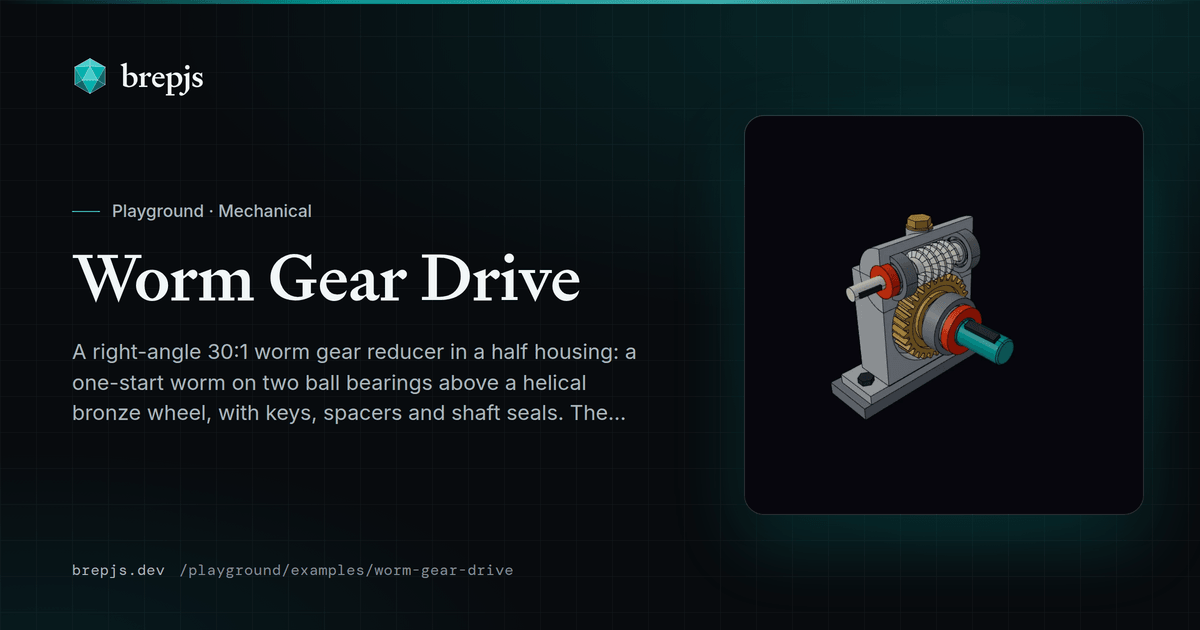 brepjs
Playground · Mechanical
Worm Gear Drive
A right-angle 30:1 worm gear reducer in a half housing: a
one-start worm on two ball bearings above a helical
bronze wheel, with keys, spacers and shaft seals. The...
brepjs.dev /playground/examples/worm-gear-drive